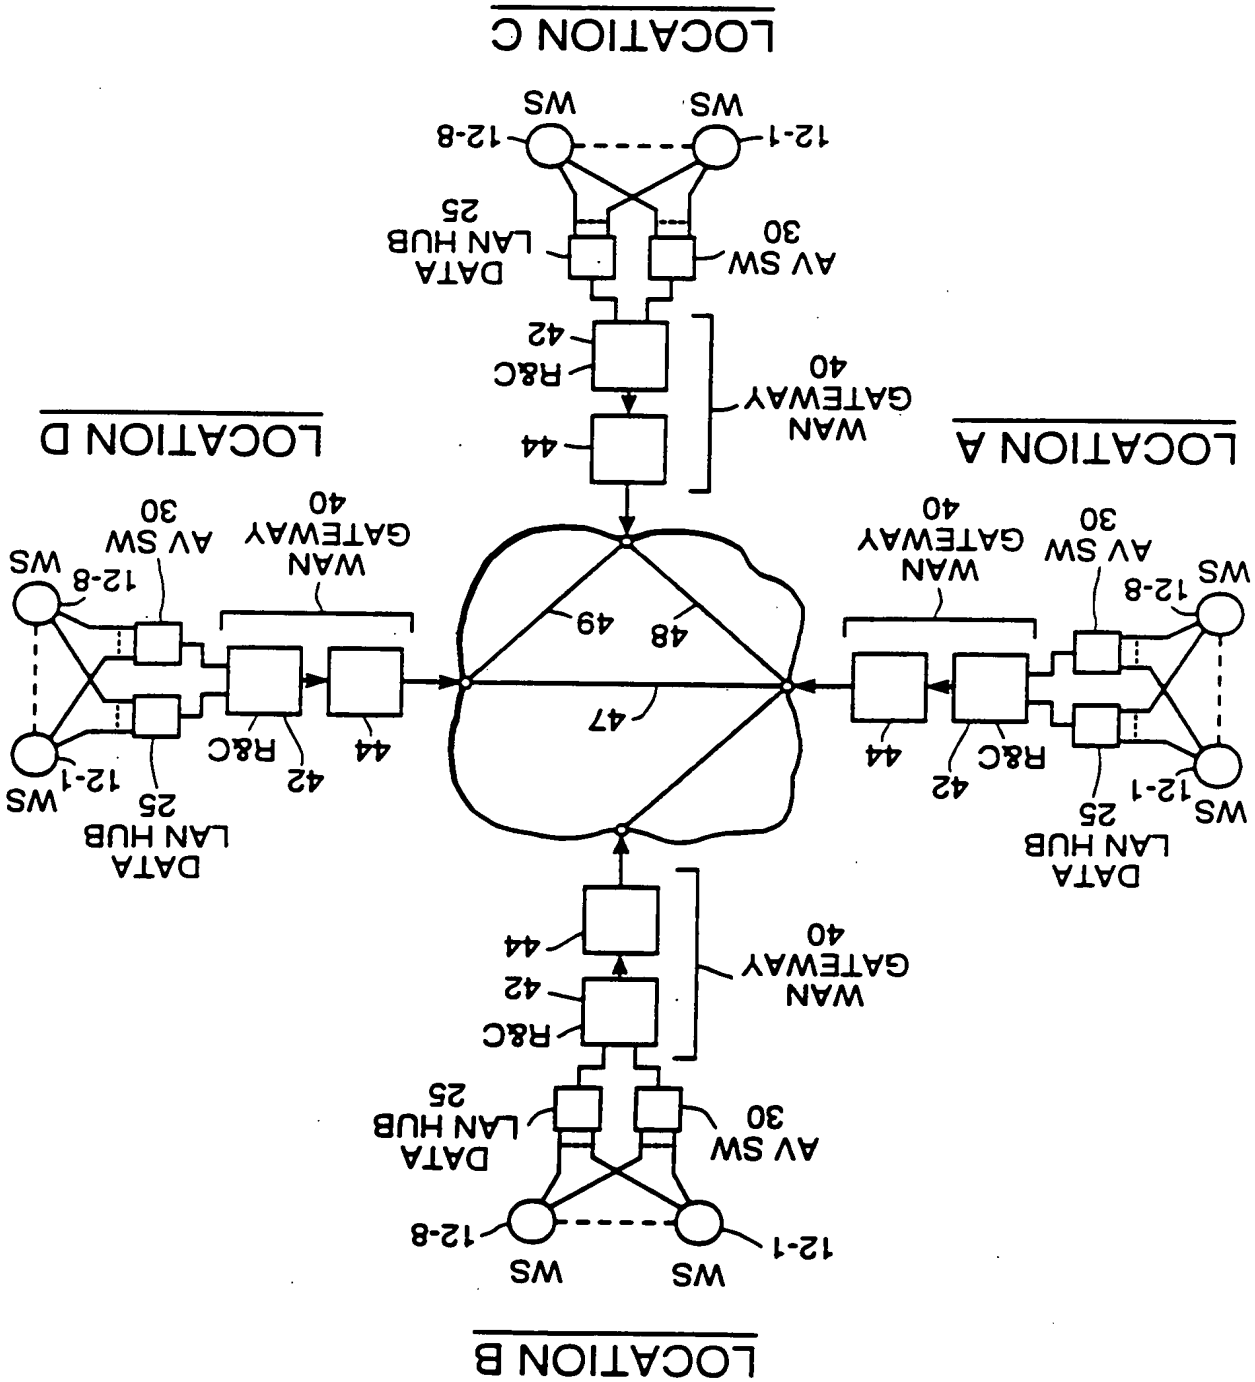 LOCATION B
WS
WS
12-1
12-8
AV SW
30
DATA
LAN HUB
25
WAN
GATEWAY
40
R&C
42
44
DATA
LAN HUB
25
WS
12-1
R&C
42
44
12-8
WS
AV SW
30
WAN
GATEWAY
40
LOCATION A
47
48
49
DATA
LAN HUB
25
WS
12-1
44
42
R&C
12-8
WS
WAN
GATEWAY
40
AV SW
30
LOCATION D
44
WAN
GATEWAY
40
R&C
42
AV SW
30
DATA
LAN HUB
25
12-1
12-8
WS
WS
LOCATION C